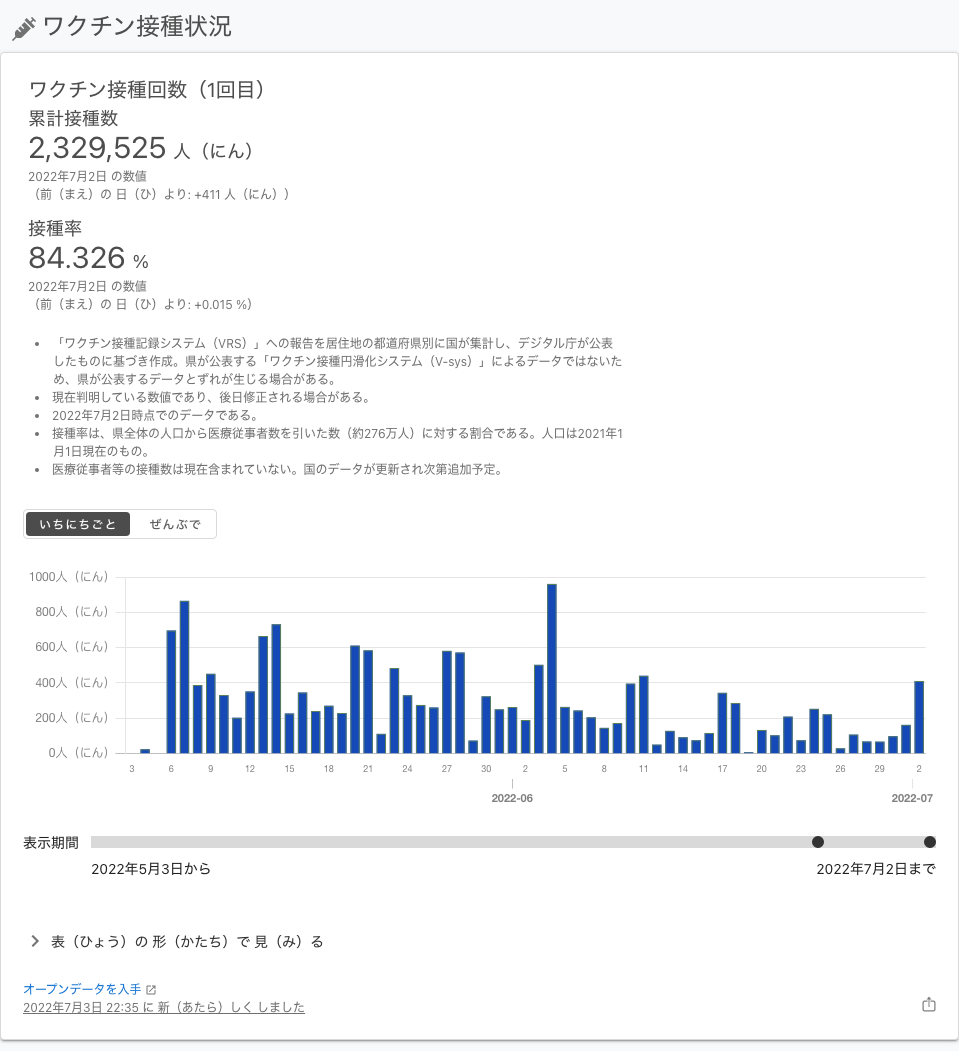 ワクチン接種状況
ワクチン接種回数（1回目）
累計接種数
2,329,525 人（にん）
2022年7月2日 の数値
（前（まえ）の 日（ひ）より: +411 人（にん））
接種率
84.326 %
2022年7月2日 の数値
（前（まえ）の 日（ひ）より: +0.015 %）
• 「ワクチン接種記録システム（VRS）」への報告を居住地の都道府県別に国が集計し、デジタル庁が公表
したものに基づき作成。県が公表する「ワクチン接種円滑化システム（V-sys）」によるデータではないた
め、県が公表するデータとずれが生じる場合がある。
• 現在判明している数値であり、後日修正される場合がある。
• 2022年7月2日時点でのデータである。
• 接種率は、県全体の人口から医療従事者数を引いた数（約276万人）に対する割合である。人口は2021年1
月1日現在のもの。
• 医療従事者等の接種数は現在含まれていない。国のデータが更新され次第追加予定。
いちにちごと ぜんぶで
1000人（にん）
800人（にん）
600人（にん）
400人（にん）
200人（にん）
0人（にん）
3 6 9 12 15 18 21 24 27 30 2 5 8 11 14 17 20 23 26 29 2
2022-06 2022-07
表示期間
2022年5月3日から 2022年7月2日まで
表（ひょう）の 形（かたち）で 見（み）る
オープンデータを入手
2022年7月3日 22:35 に 新（あたら）しく しました